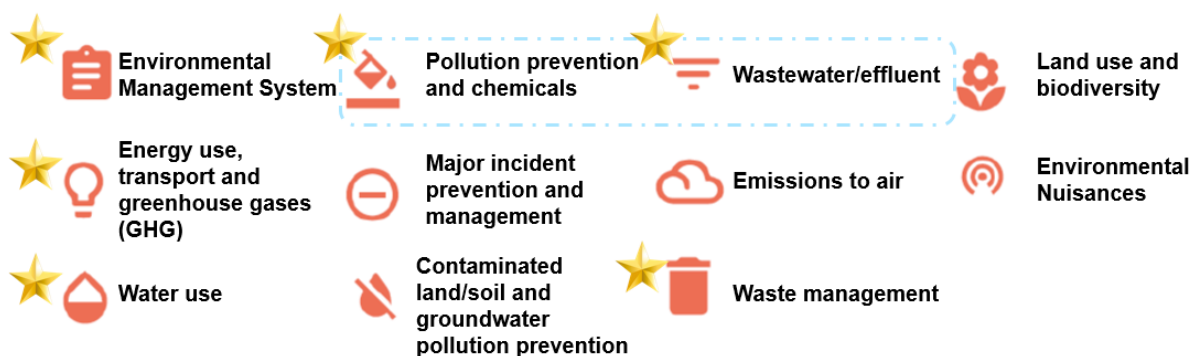 Environmental
Management System
Pollution prevention
and chemicals
Wastewater/effluent
Land use and
biodiversity
Energy use,
transport and
greenhouse gases
(GHG)
Major incident
prevention and
management
Emissions to air
Environmental
Nuisances
Water use
Contaminated
land/soil and
groundwater
pollution prevention
Waste management